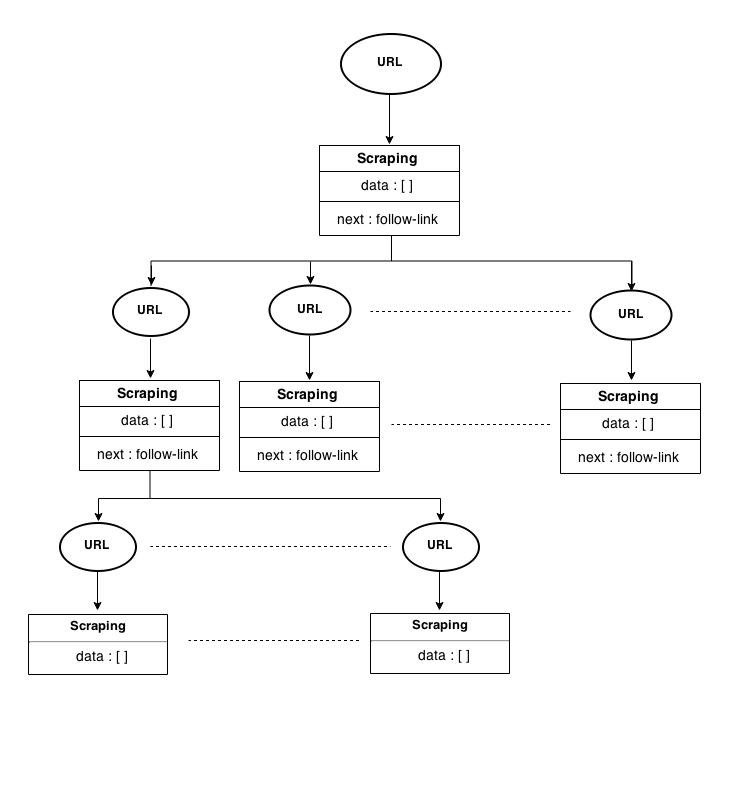 URL
Scraping
data : [ ]
next : follow-link
URL
URL
URL
Scraping
data : [ ]
next : follow-link
Scraping
data : [ ]
next : follow-link
Scraping
data : [ ]
next : follow-link
URL
URL
Scraping
data : [ ]
Scraping
data : [ ]